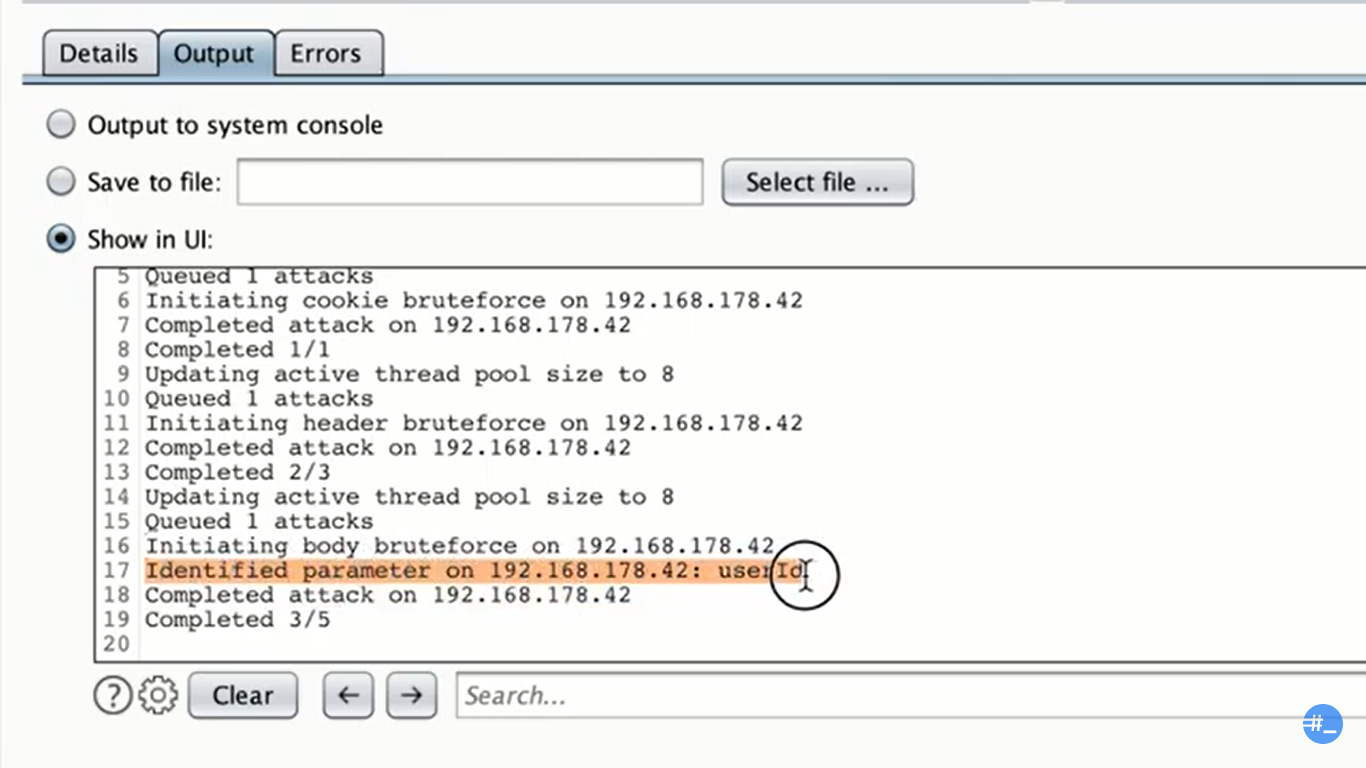 Details Output Errors
Output to system console
Save to file: Select file ...
Show in UI:
5 Queued 1 attacks
6 Initiating cookie bruteforce on 192.168.178.42
7 Completed attack on 192.168.178.42
8 Completed 1/1
9 Updating active thread pool size to 8
10 Queued 1 attacks
11 Initiating header bruteforce on 192.168.178.42
12 Completed attack on 192.168.178.42
13 Completed 2/3
14 Updating active thread pool size to 8
15 Queued 1 attacks
16 Initiating body bruteforce on 192.168.178.42
17 Identified parameter on 192.168.178.42: userId
18 Completed attack on 192.168.178.42
19 Completed 3/5
20
? Clear ← → Search...
#_